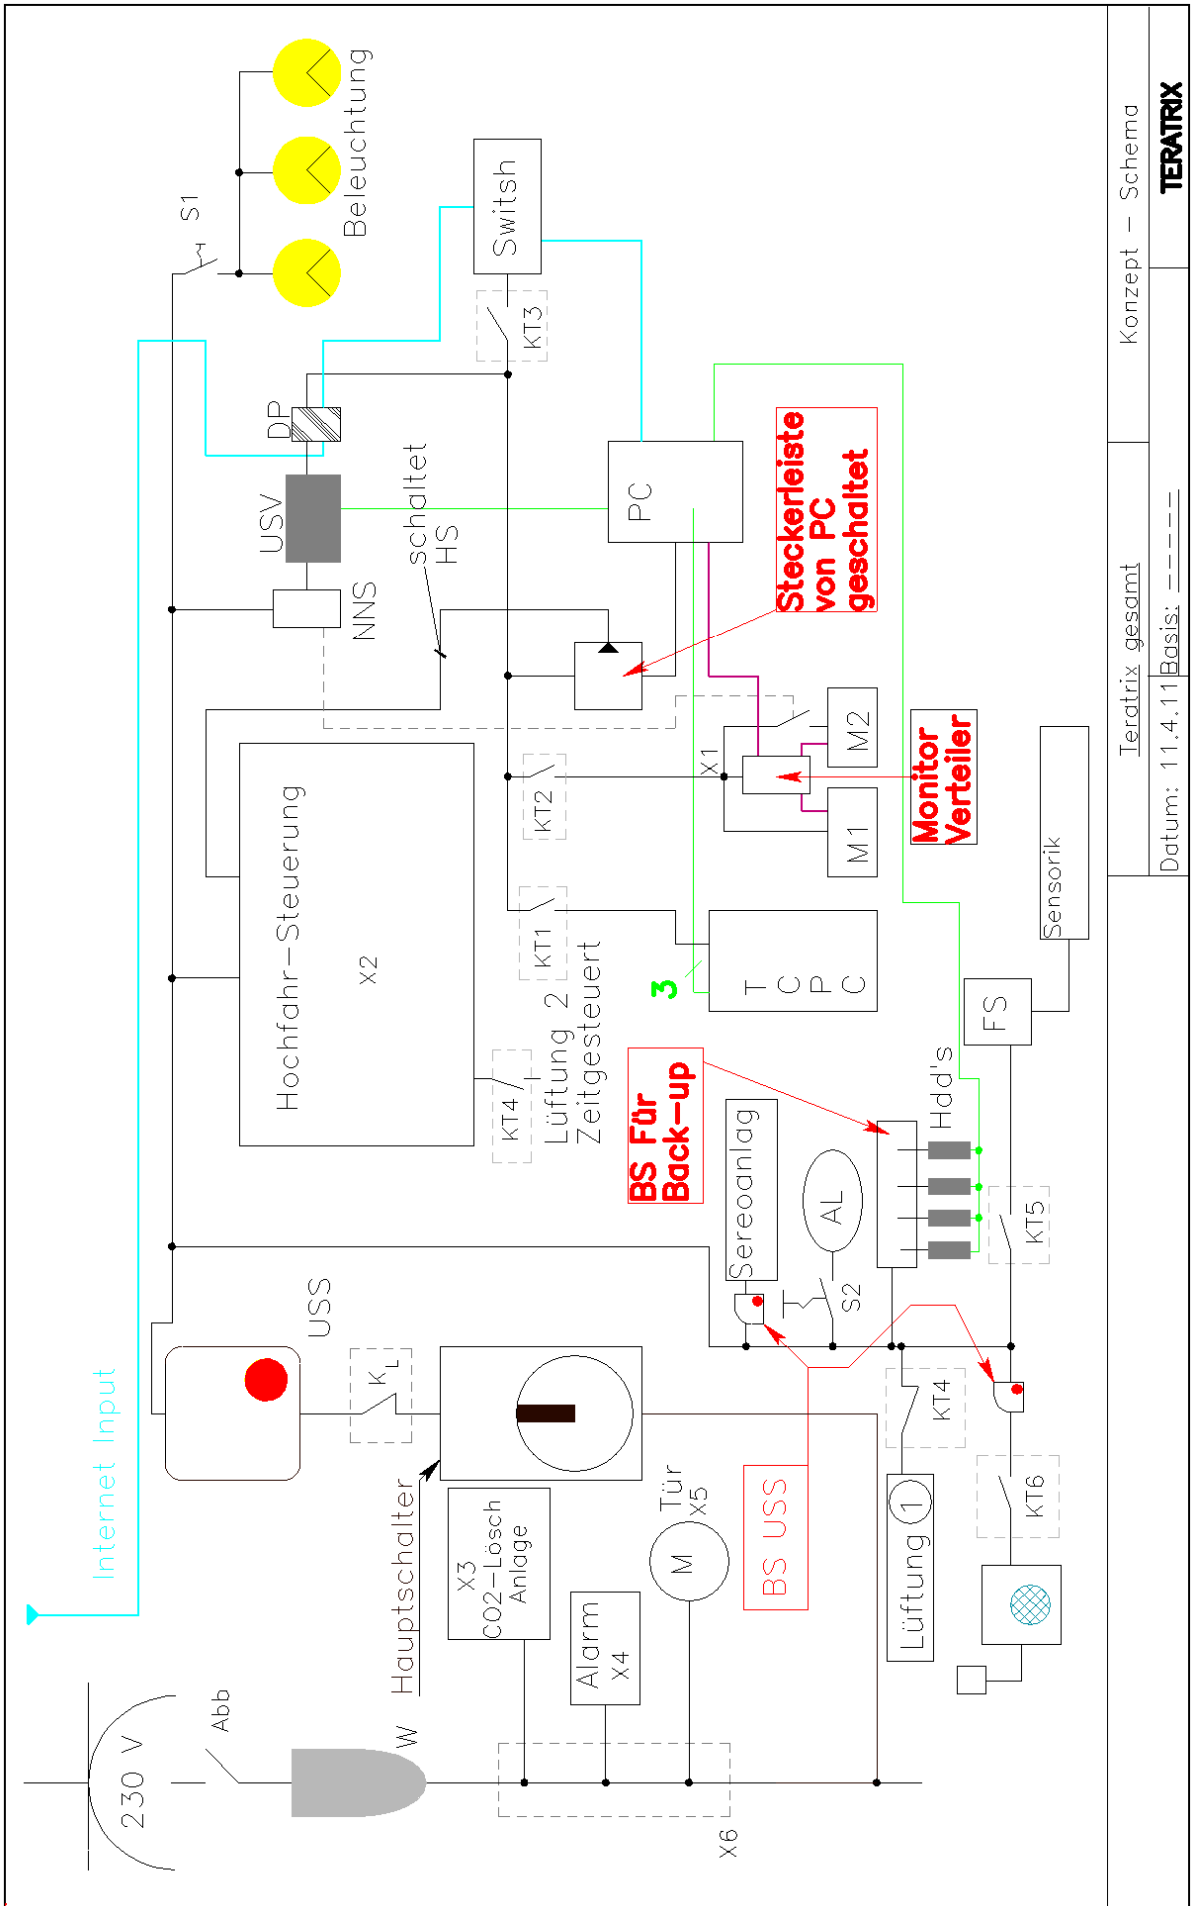 Internet Input
230 V
Abb
W
X6
Hauptschalter
X3
CO2-Lösch
Anlage
Alarm
X4
M
Tür
X5
USS
KL
BS USS
Lüftung 1
KT4
KT6
KT5
Sereoanlag
AL
S2
BS Für
Back-up
Hdd's
FS
Sensorik
Hochfahr-Steuerung
X2
KT4
Lüftung 2
Zeitgesteuert
KT1
KT2
KT3
3
T
C
P
C
X1
M1
M2
Monitor
Verteiler
Steckerleiste
von PC
geschaltet
PC
schaltet
HS
NNS
USV
DP
Switsh
S1
Beleuchtung
Teratrix gesamt
Konzept - Schema
Datum: 11.4.11
Basis: -----
TERATRIX